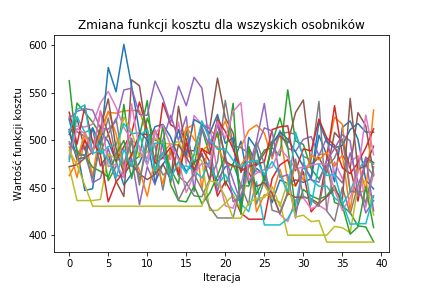 Zmiana funkcji kosztu dla wszyskich osobników
Wartość funkcji kosztu
600
550
500
450
400
0 5 10 15 20 25 30 35 40
Iteracja